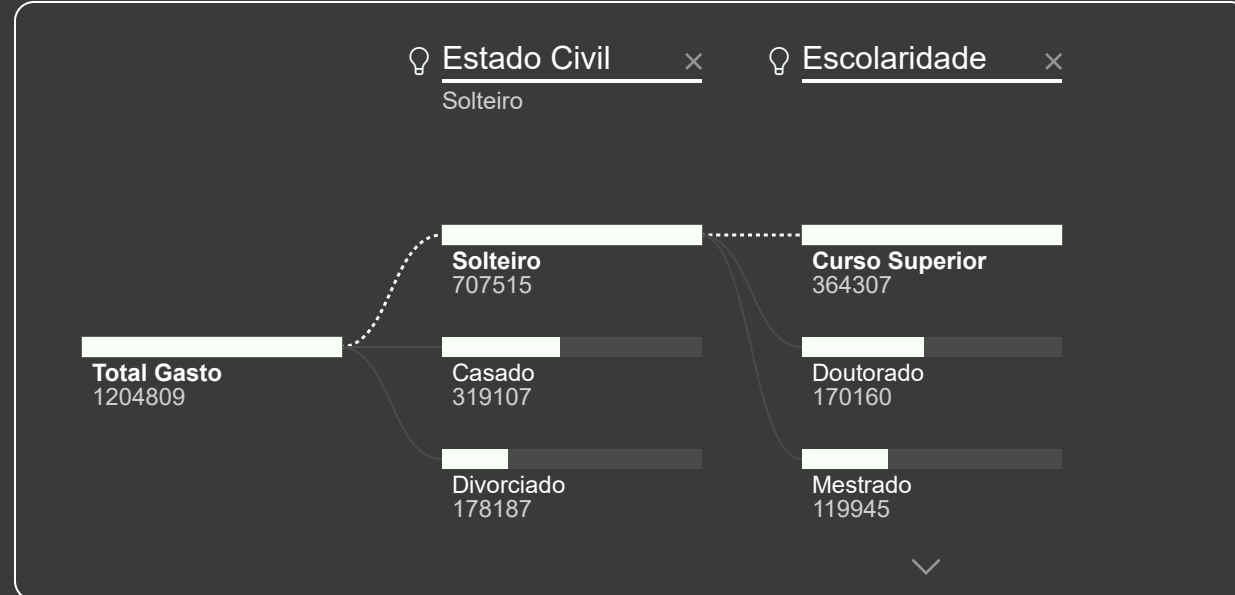 Estado Civil
Solteiro
Escolaridade
Total Gasto
1204809
Solteiro
707515
Casado
319107
Divorciado
178187
Curso Superior
364307
Doutorado
170160
Mestrado
119945